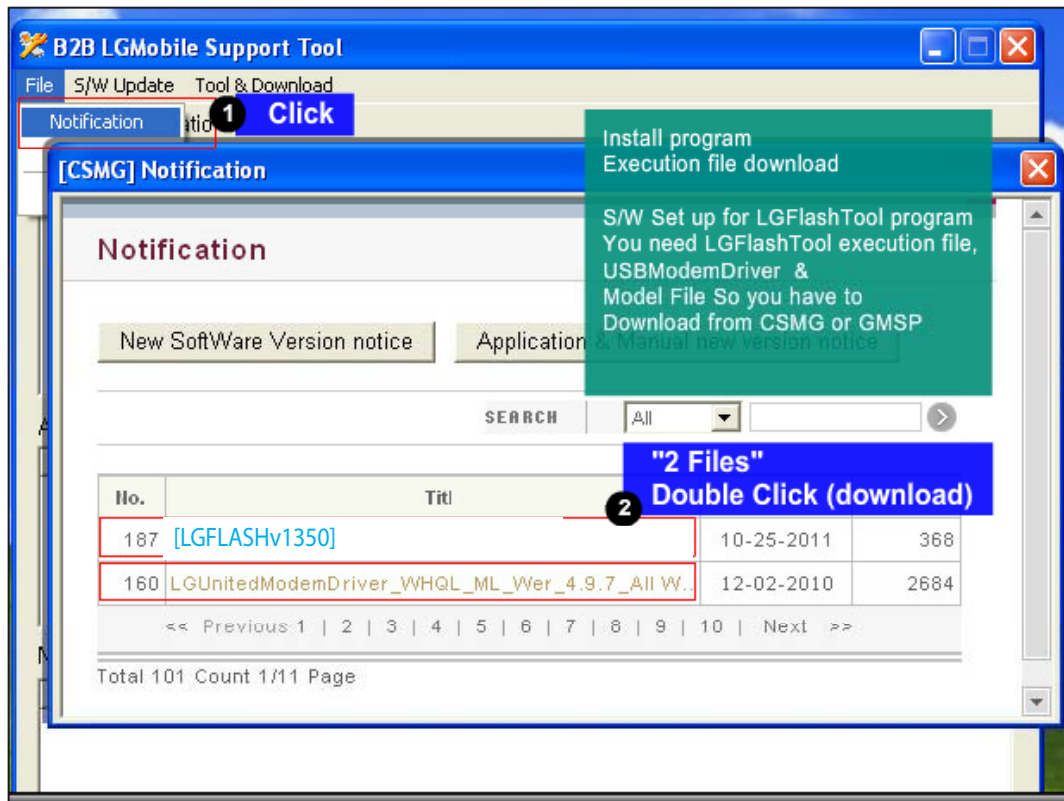 B2B LGMobile Support Tool
File S/W Update Tool & Download
Notification
1 Click
[CSMG] Notification
Install program
Execution file download
S/W Set up for LGFlashTool program
You need LGFlashTool execution file,
USBModemDriver &
Model File So you have to
Download from CSMG or GMSP
Notification
New SoftWare Version notice
Application & Manual new version notice
SEARCH All
"2 Files"
2 Double Click (download)
No. Titl
187 [LGFLASHv1350] 10-25-2011 368
160 LGUnitedModemDriver_WHQL_ML_Wer_4.9.7_All W.. 12-02-2010 2684
<< Previous 1 | 2 | 3 | 4 | 5 | 6 | 7 | 8 | 9 | 10 | Next >>
Total 101 Count 1/11 Page